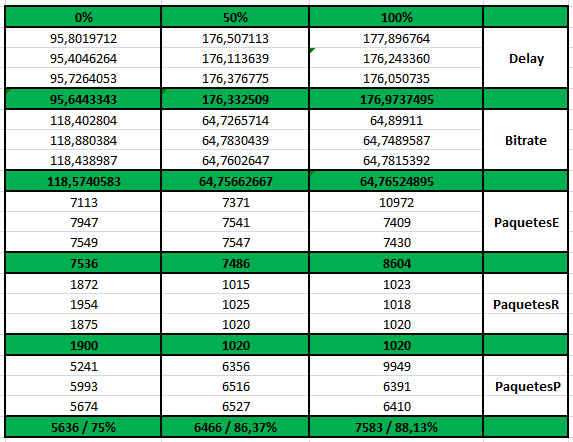 0% 50% 100%
95,8019712 176,507113 177,896764
95,4046264 176,113639 176,243360 Delay
95,7264053 176,376775 176,050735
95,6443343 176,332509 176,9737495
118,402804 64,7265714 64,89911
118,880384 64,7830439 64,7489587 Bitrate
118,438987 64,7602647 64,7815392
118,5740583 64,75662667 64,76524895
7113 7371 10972
7947 7541 7409 PaquetesE
7549 7547 7430
7536 7486 8604
1872 1015 1023
1954 1025 1018 PaquetesR
1875 1020 1020
1900 1020 1020
5241 6356 9949
5993 6516 6391 PaquetesP
5674 6527 6410
5636 / 75% 6466 / 86,37% 7583 / 88,13%